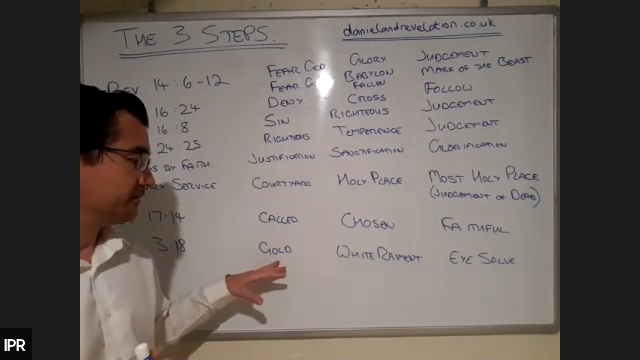 THE 3 STEPS.
danielandrevelation.co.uk
FEAR GOD GLORY JUDGEMENT
REV 14:6-12 FEAR BABYLON FALLEN MARK OF THE BEAST
16:24 DENY CROSS FOLLOW
16:8 SIN RIGHTEOUS JUDGEMENT
24:25 RIGHTEOUS TEMPERENCE JUDGEMENT
BY FAITH JUSTIFICATION SANCTIFICATION GLORIFICATION
SERVICE COURTYARD HOLY PLACE MOST HOLY PLACE
(JUDGEMENT OF DEAD)
17:14 CALLED CHOSEN FAITHFUL
3:18 GOLD WHITE RAIMENT EYE SALVE
IPR